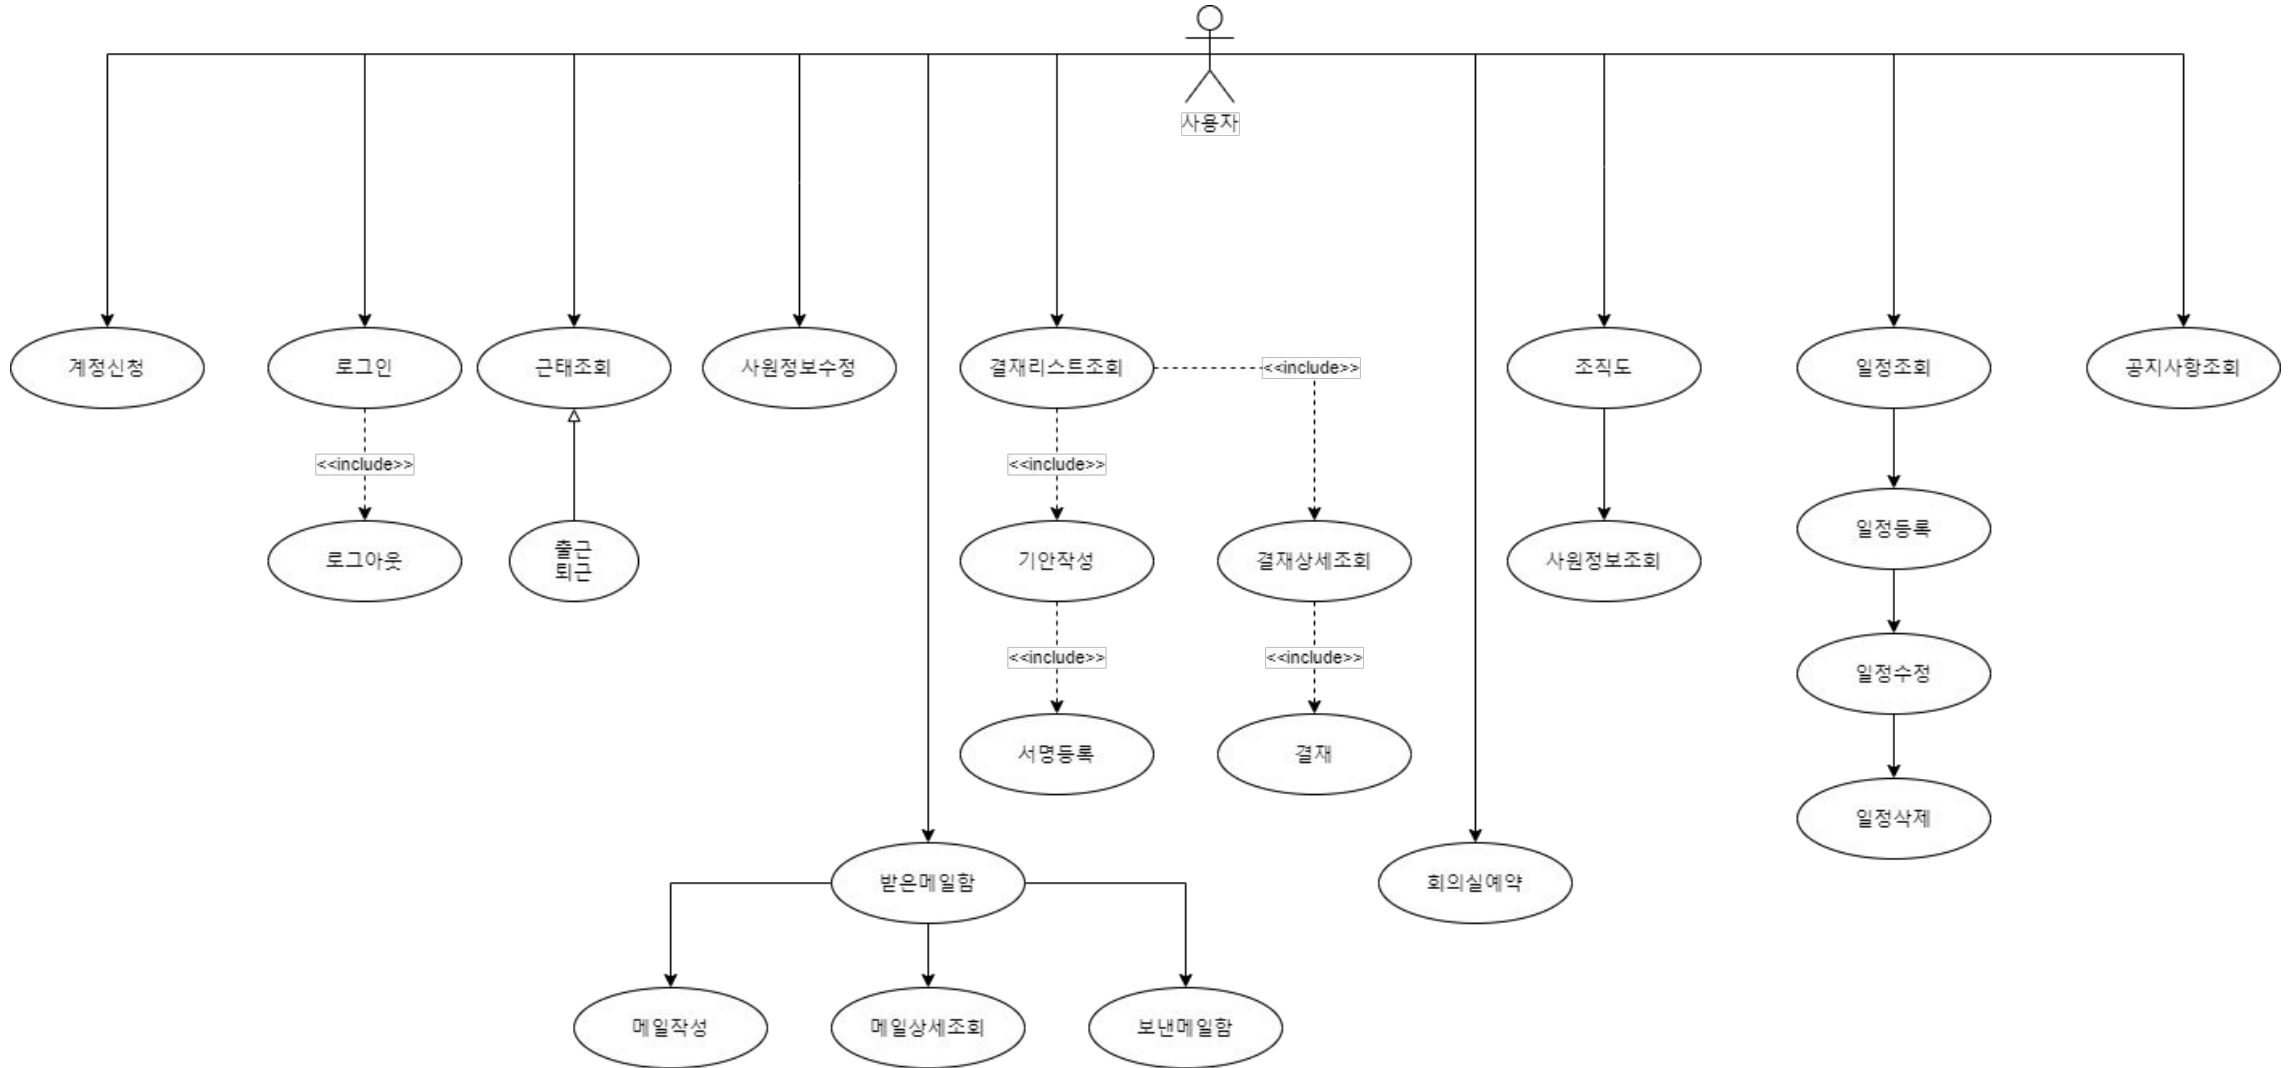 사용자
계정신청
로그인
근태조회
사원정보수정
결재리스트조회
<<include>>
조직도
일정조회
공지사항조회
<<include>>
<<include>>
로그아웃
출근
퇴근
기안작성
결재상세조회
사원정보조회
일정등록
<<include>>
<<include>>
일정수정
서명등록
결재
일정삭제
받은메일함
회의실예약
메일작성
메일상세조회
보낸메일함